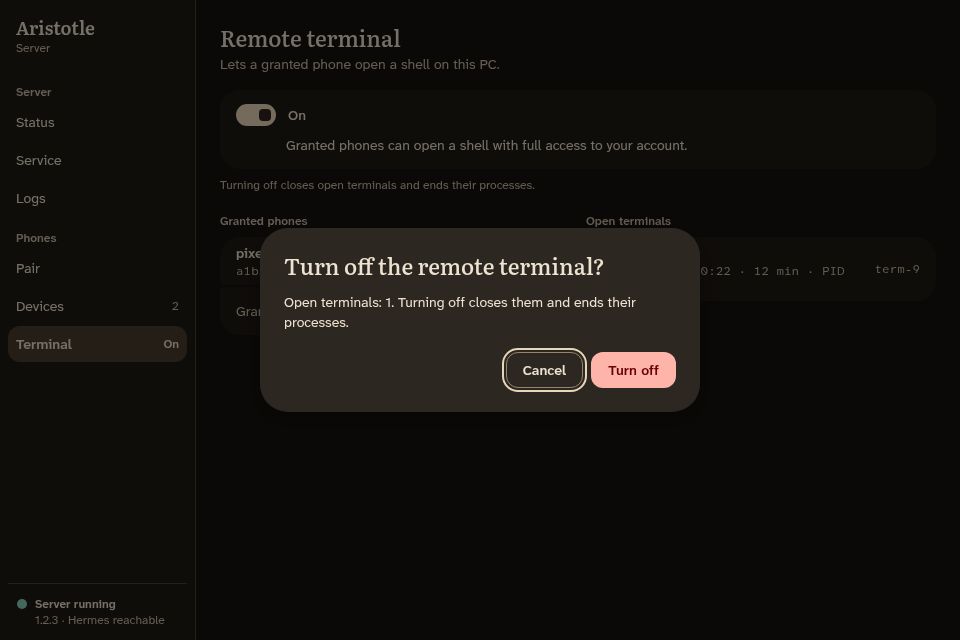 Aristotle
Server
Server
Status
Service
Logs
Phones
Pair
Devices 2
Terminal On
Server running
1.2.3 · Hermes reachable
Remote terminal
Lets a granted phone open a shell on this PC.
On
Granted phones can open a shell with full access to your account.
Turning off closes open terminals and ends their processes.
Granted phones
Open terminals
:22 · 12 min · PID
term-9
Turn off the remote terminal?
Open terminals: 1. Turning off closes them and ends their
processes.
Cancel
Turn off